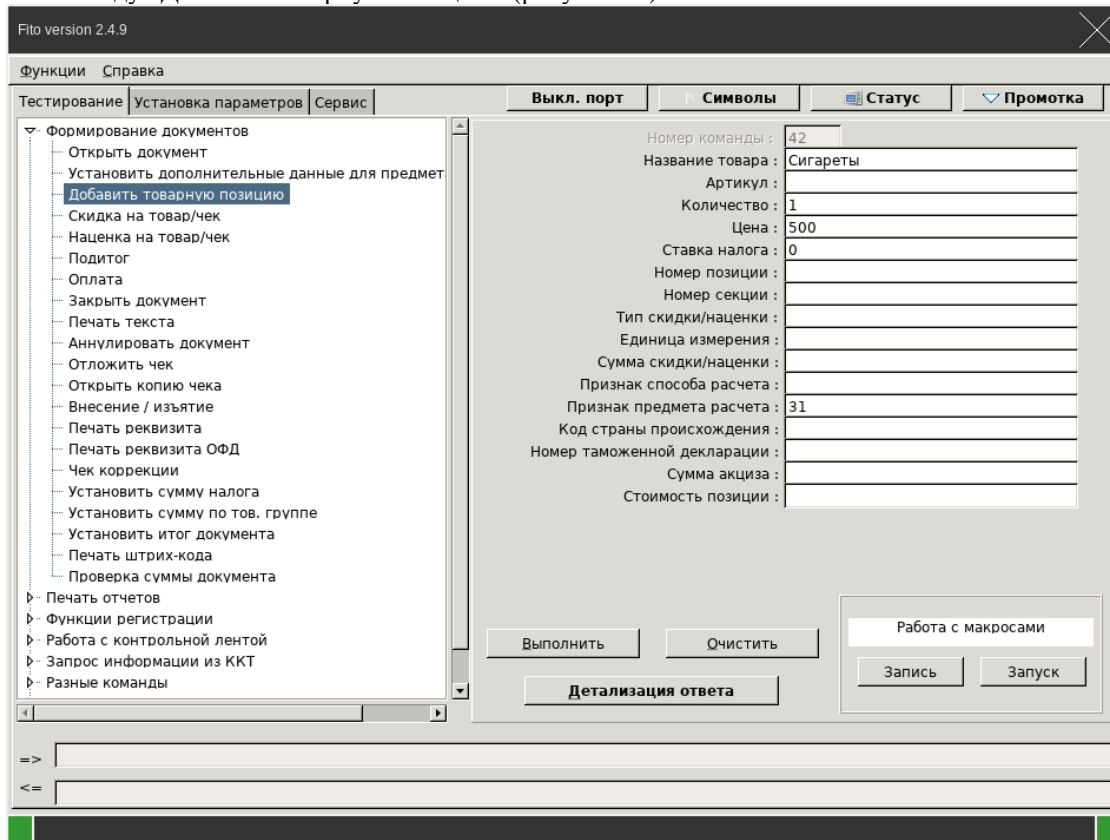 Fito version 2.4.9
Функции Справка
Тестирование Установка параметров Сервис
Выкл. порт Символы Статус Промотка
Формирование документов
Открыть документ
Установить дополнительные данные для предмет
Добавить товарную позицию
Скидка на товар/чек
Наценка на товар/чек
Подитог
Оплата
Закрыть документ
Печать текста
Аннулировать документ
Отложить чек
Открыть копию чека
Внесение / изъятие
Печать реквизита
Печать реквизита ОФД
Чек коррекции
Установить сумму налога
Установить сумму по тов. группе
Установить итог документа
Печать штрих-кода
Проверка суммы документа
Печать отчетов
Функции регистрации
Работа с контрольной лентой
Запрос информации из ККТ
Разные команды
Номер команды : 42
Название товара : Сигареты
Артикул :
Количество : 1
Цена : 500
Ставка налога : 0
Номер позиции :
Номер секции :
Тип скидки/наценки :
Единица измерения :
Сумма скидки/наценки :
Признак способа расчета :
Признак предмета расчета : 31
Код страны происхождения :
Номер таможенной декларации :
Сумма акциза :
Стоимость позиции :
Выполнить Очистить
Детализация ответа
Работа с макросами
Запись Запуск
=>
<=